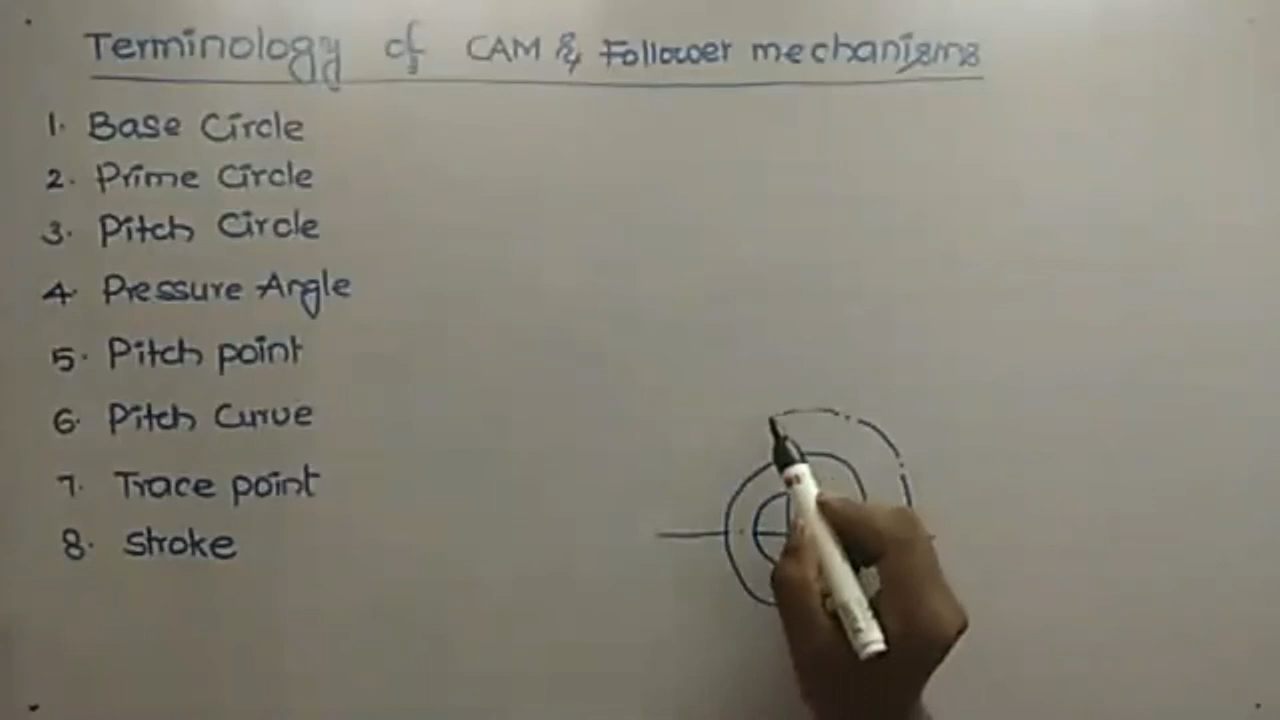 Terminology of CAM & Follower mechanisms
1. Base Circle
2. Prime Circle
3. Pitch Circle
4. Pressure Angle
5. Pitch point
6. Pitch Curve
7. Trace point
8. Stroke